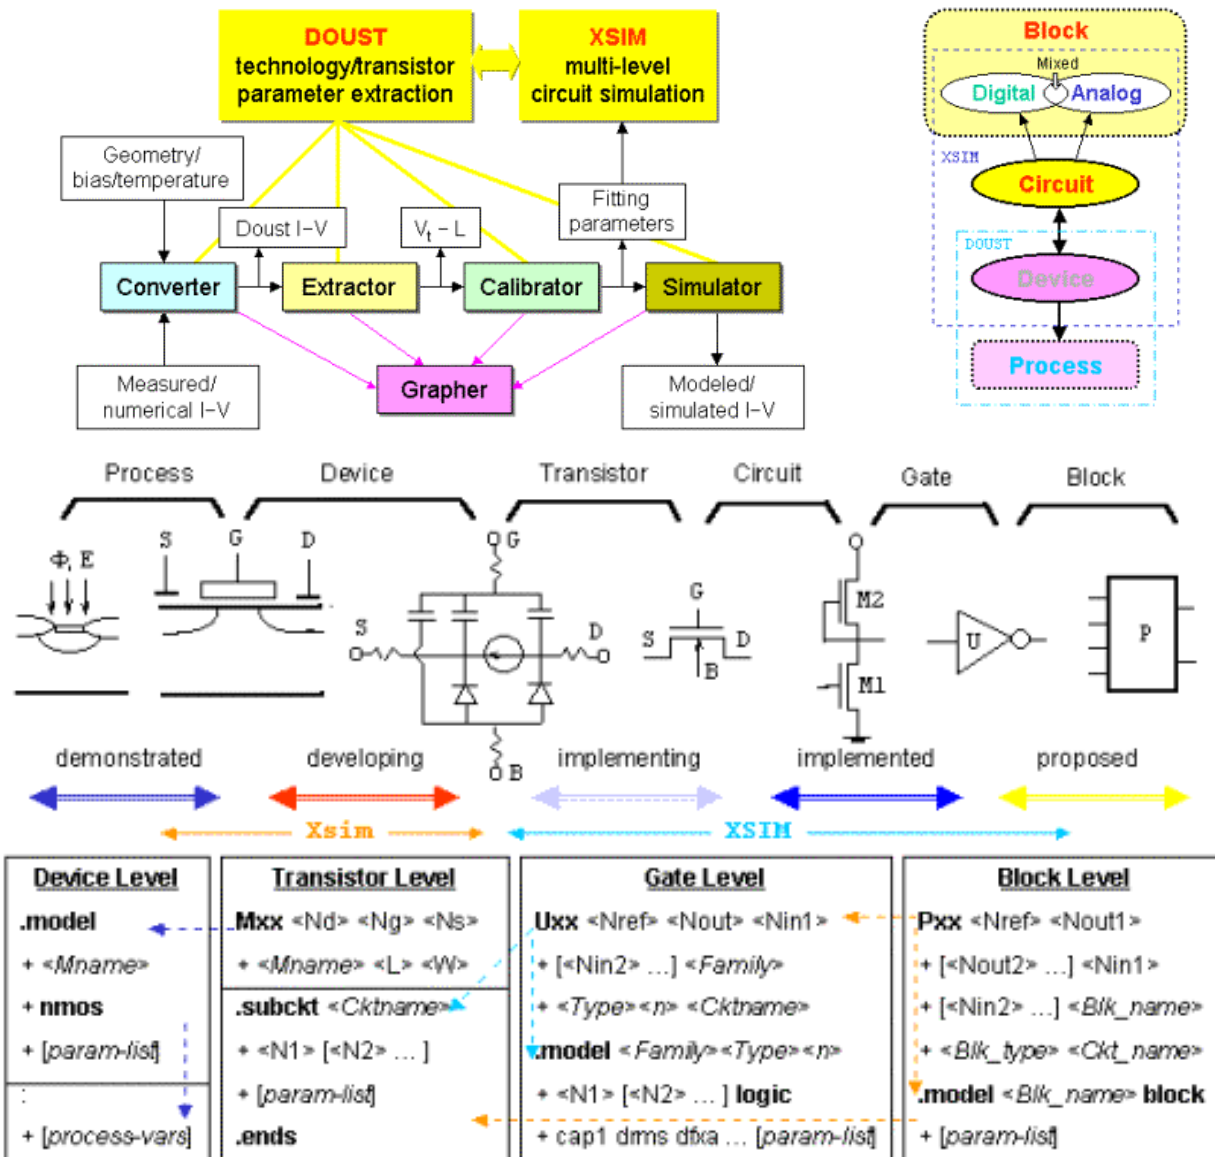 DOUST
technology/transistor
parameter extraction
XSIM
multi-level
circuit simulation
Geometry/
bias/temperature
Doust I–V
Vt – L
Fitting
parameters
Converter
Extractor
Calibrator
Simulator
Measured/
numerical I–V
Grapher
Modeled/
simulated I–V
Block
Mixed
Digital
Analog
XSIM
Circuit
DOUST
Device
Process
Process
Device
Transistor
Circuit
Gate
Block
Φ, E
S
G
D
G
S
D
B
G
S
D
B
M2
M1
U
P
demonstrated
developing
implementing
implemented
proposed
Xsim
XSIM
Device Level
.model
+ <Mname>
+ nmos
+ [param-list]
:
+ [process-vars]
Transistor Level
Mxx <Nd> <Ng> <Ns>
+ <Mname> <L> <W>
.subckt <Cktname>
+ <N1> [<N2> ... ]
+ [param-list]
.ends
Gate Level
Uxx <Nref> <Nout> <Nin1>
+ [<Nin2> ...] <Family>
+ <Type> <n> <Cktname>
.model <Family><Type><n>
+ <N1> [<N2> ... ] logic
+ cap1 drms dfxa ... [param-list]
Block Level
Pxx <Nref> <Nout1>
+ [<Nout2> ...] <Nin1>
+ [<Nin2> ...] <Blk_name>
+ <Blk_type> <Ckt_name>
.model <Blk_name> block
+ [param-list]